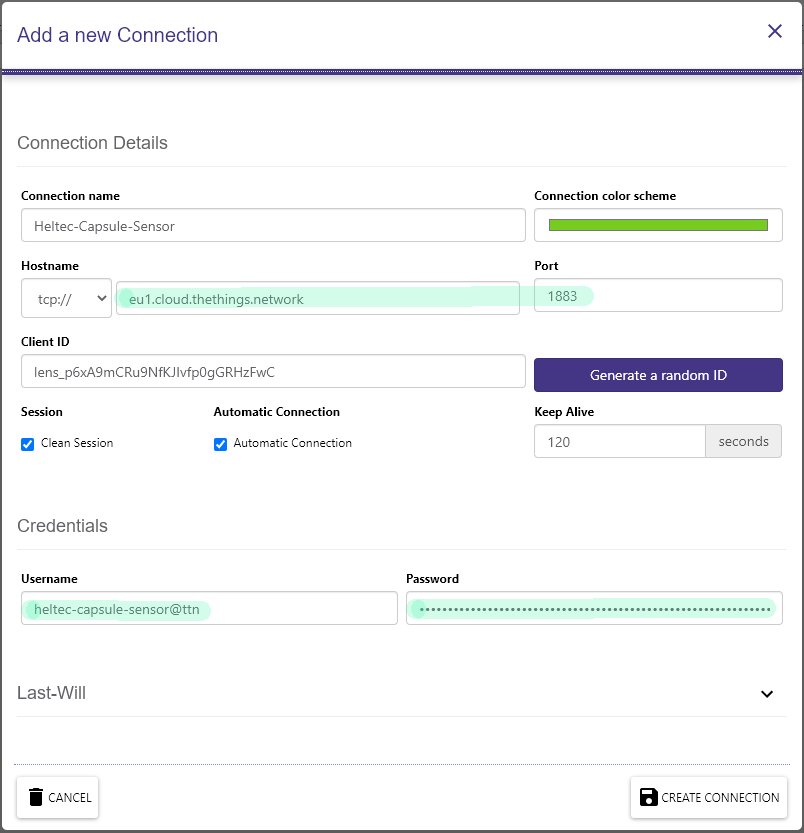 Add a new Connection
Connection Details
Connection name
Connection color scheme
Heltec-Capsule-Sensor
Hostname
Port
tcp://
eu1.cloud.thethings.network
1883
Client ID
lens_p6xA9mCRu9NfKJIvfp0gGRHzFwC
Generate a random ID
Session
Automatic Connection
Keep Alive
Clean Session
Automatic Connection
120
seconds
Credentials
Username
Password
heltec-capsule-sensor@ttn
Last-Will
CANCEL
CREATE CONNECTION